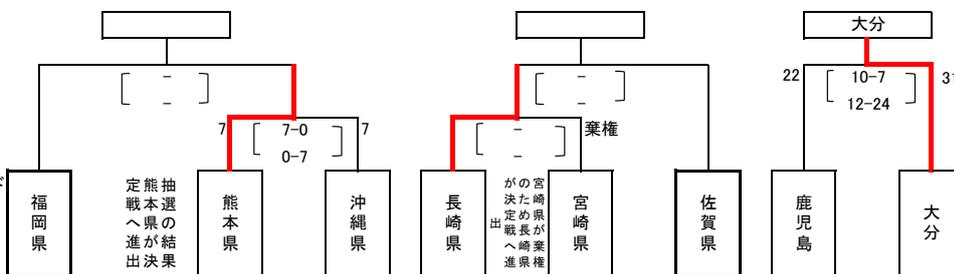 大分
－
－
－
－
22
10-7
12-24
31
7
7-0
0-7
7
－
－
棄権
福岡県
抽選の結果
熊本県が決
定戦へ進出
熊本県
沖縄県
長崎県
宮崎県が棄権
のため長崎県
が決定戦へ進
出
宮崎県
佐賀県
鹿児島
大分